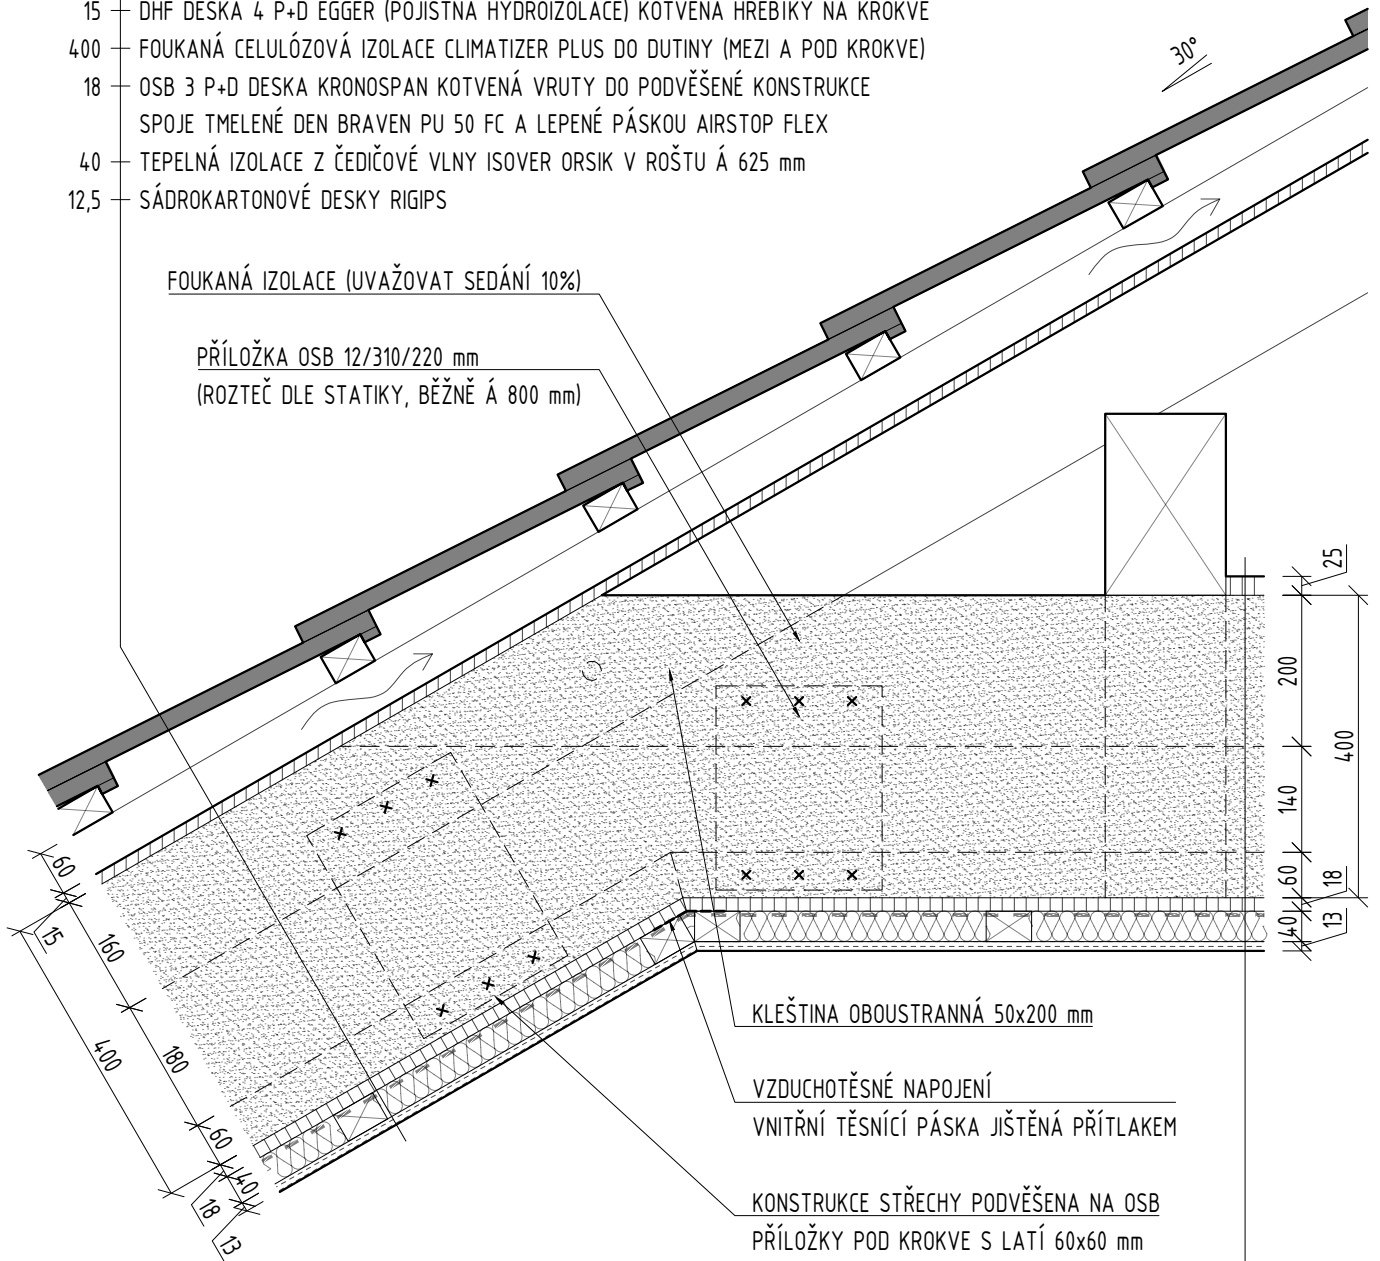 15 DHF DESKA 4 P+D EGGER (POJISTNÁ HYDROIZOLACE) KOTVENÁ HŘEBÍKY NA KROKVE
400 FOUKANÁ CELULÓZOVÁ IZOLACE CLIMATIZER PLUS DO DUTINY (MEZI A POD KROKVE)
18 OSB 3 P+D DESKA KRONOSPAN KOTVENÁ VRUTY DO PODVĚŠENÉ KONSTRUKCE
SPOJE TMELENÉ DEN BRAVEN PU 50 FC A LEPENÉ PÁSKOU AIRSTOP FLEX
40 TEPELNÁ IZOLACE Z ČEDIČOVÉ VLNY ISOVER ORSIK V ROŠTU Á 625 mm
12,5 SÁDROKARTONOVÉ DESKY RIGIPS
30°
FOUKANÁ IZOLACE (UVAŽOVAT SEDÁNÍ 10%)
PŘÍLOŽKA OSB 12/310/220 mm
(ROZTEČ DLE STATIKY, BĚŽNĚ Á 800 mm)
25
200
400
140
60
18
40
13
60
15
160
400
180
60
40
18
13
KLEŠTINA OBOUSTRANNÁ 50x200 mm
VZDUCHOTĚSNÉ NAPOJENÍ
VNITŘNÍ TĚSNÍCÍ PÁSKA JIŠTĚNÁ PŘÍTLAKEM
KONSTRUKCE STŘECHY PODVĚŠENA NA OSB
PŘÍLOŽKY POD KROKVE S LATÍ 60x60 mm